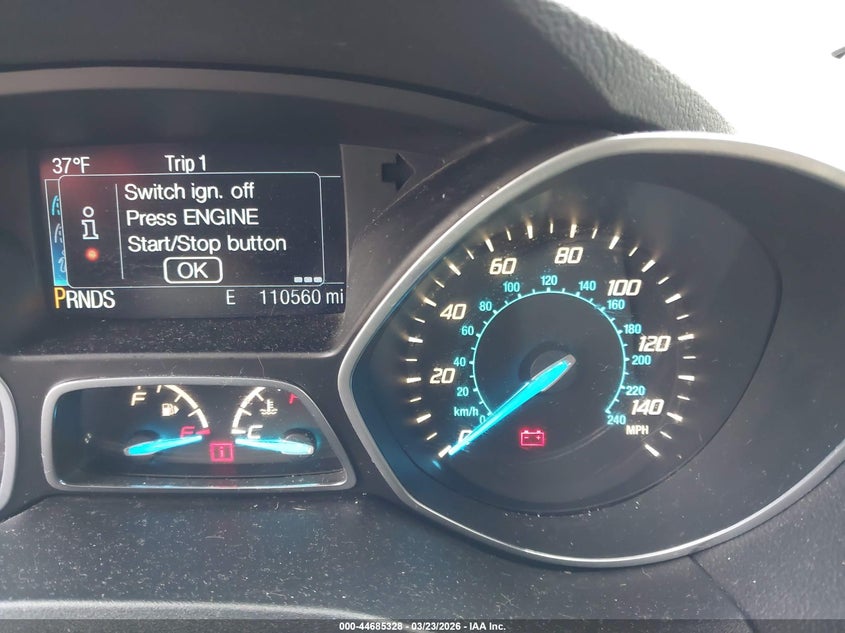 37°F Trip 1
Switch ign. off
Press ENGINE
Start/Stop button
OK
PRNDS E 110560 mi
F
E
C
i
0 20 40 60 80 100 120 140
MPH
km/h
0 20 40 60 80 100 120 140 160 180 200 220 240
000-44685328 - 03/23/2026 - IAA Inc.